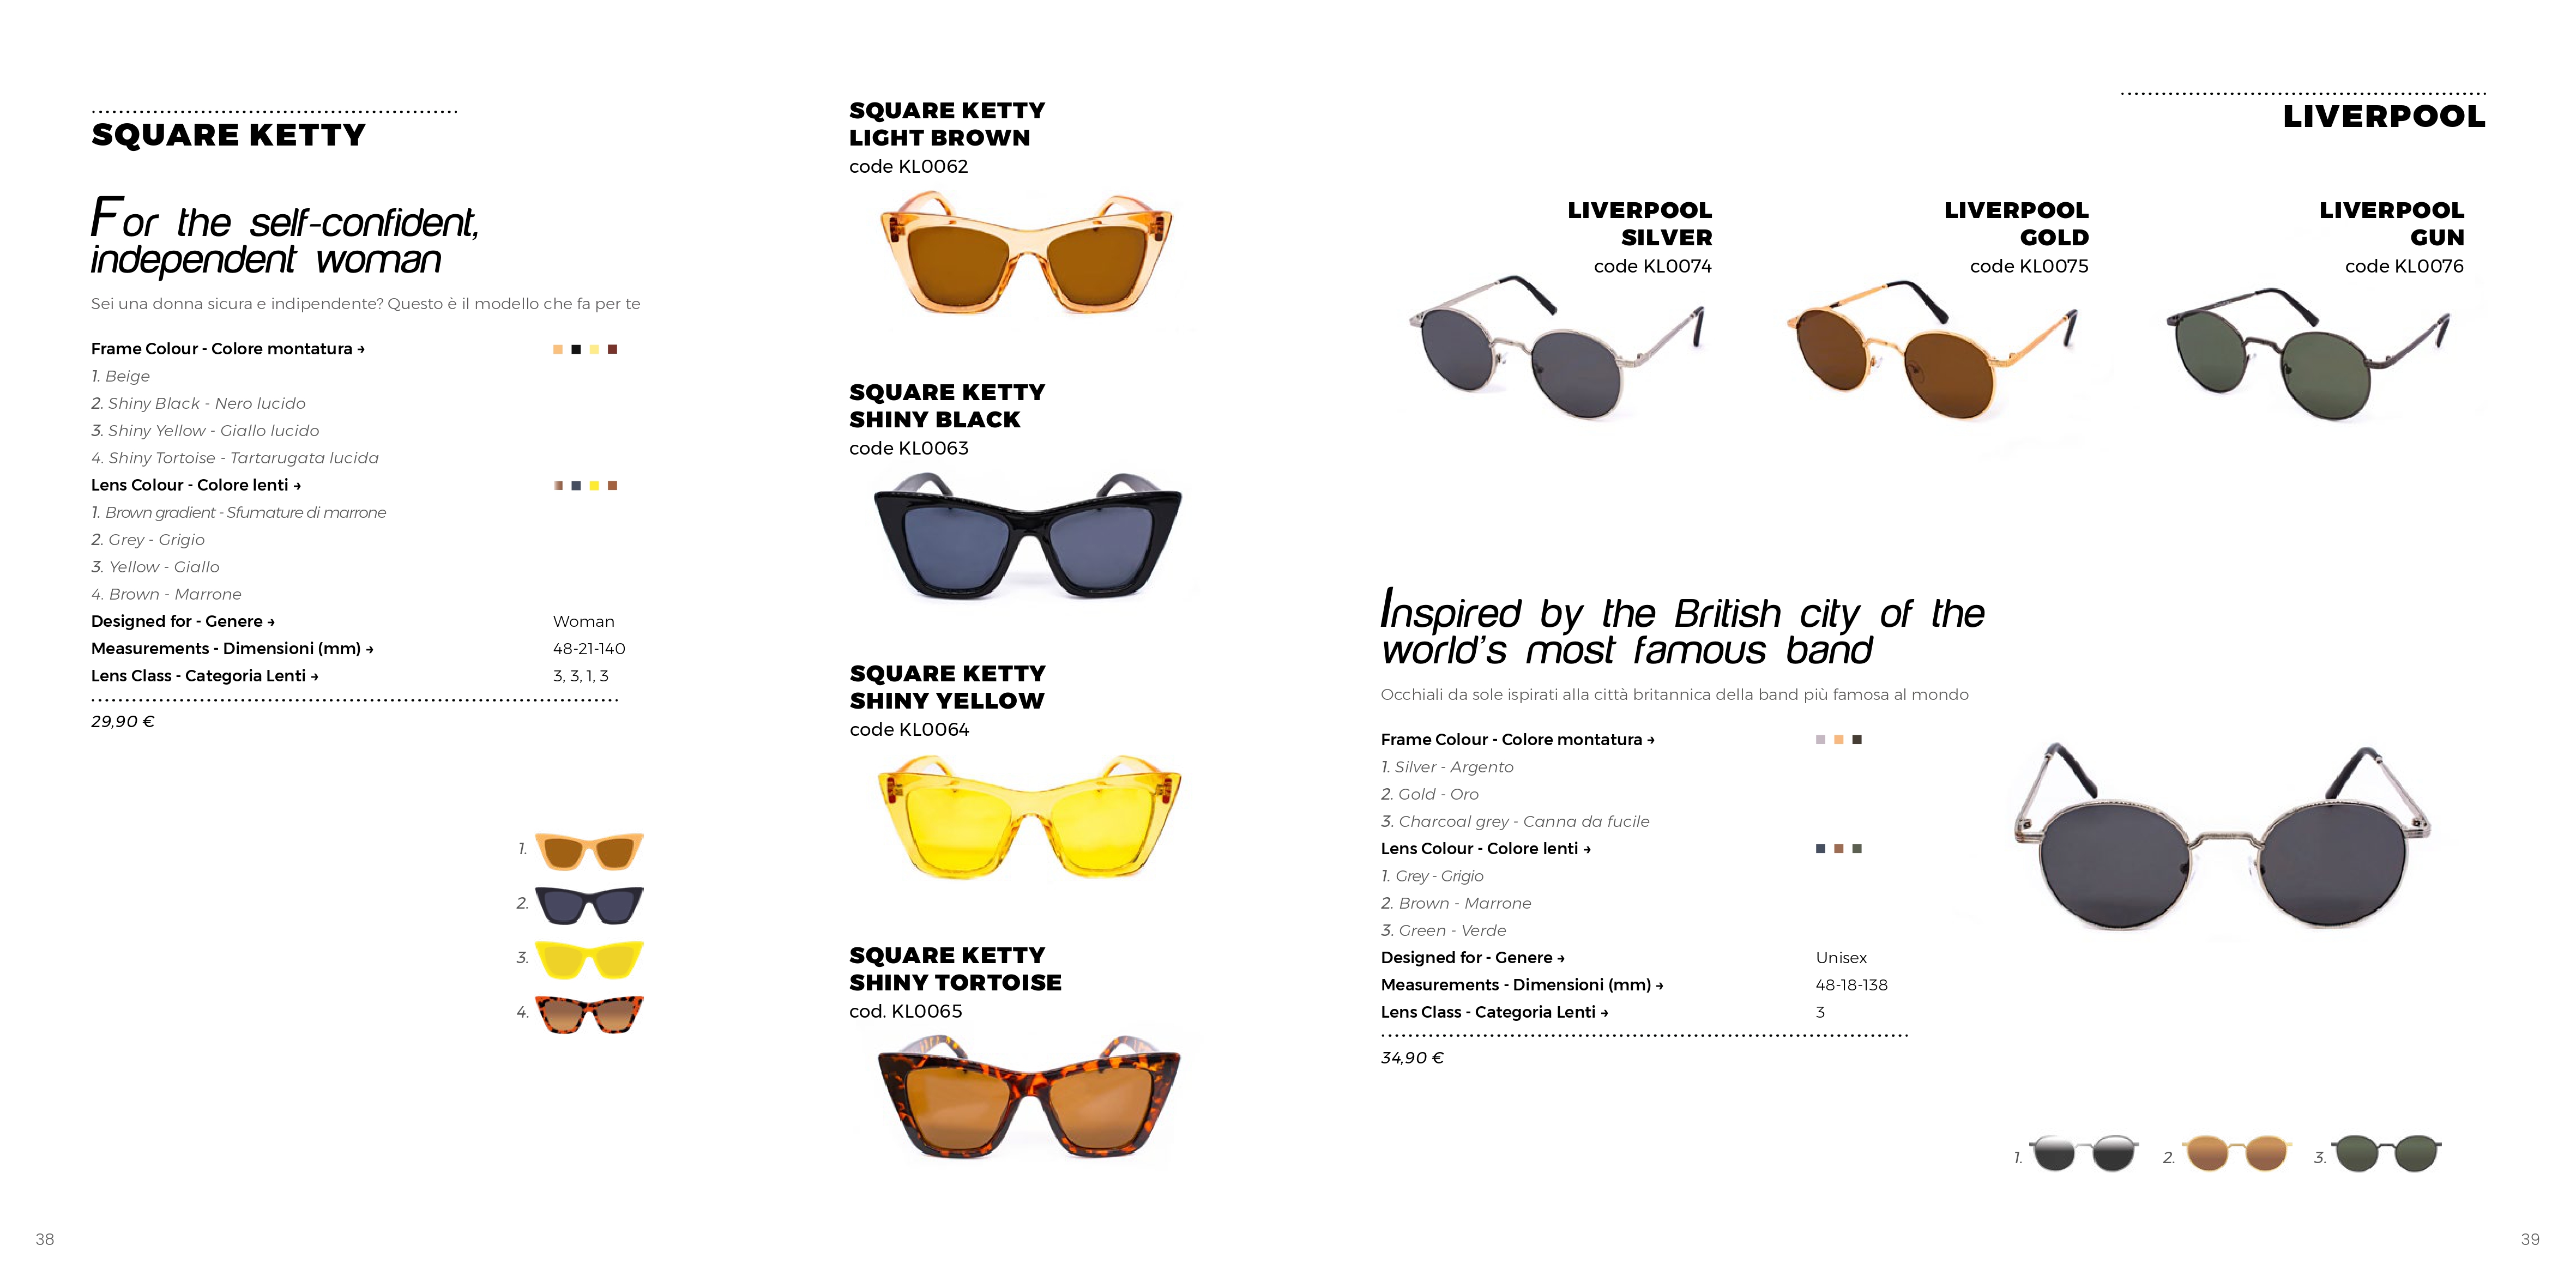 SQUARE KETTY
For the self-confident,
independent woman
Sei una donna sicura e indipendente? Questo è il modello che fa per te
Frame Colour - Colore montatura →
1. Beige
2. Shiny Black - Nero lucido
3. Shiny Yellow - Giallo lucido
4. Shiny Tortoise - Tartarugata lucida
Lens Colour - Colore lenti →
1. Brown gradient - Sfumature di marrone
2. Grey - Grigio
3. Yellow - Giallo
4. Brown - Marrone
Designed for - Genere → Woman
Measurements - Dimensioni (mm) → 48-21-140
Lens Class - Categoria Lenti → 3, 3, 1, 3
29,90 €
1.
2.
3.
4.
38
SQUARE KETTY
LIGHT BROWN
code KL0062
SQUARE KETTY
SHINY BLACK
code KL0063
SQUARE KETTY
SHINY YELLOW
code KL0064
SQUARE KETTY
SHINY TORTOISE
cod. KL0065
LIVERPOOL
LIVERPOOL
SILVER
code KL0074
LIVERPOOL
GOLD
code KL0075
LIVERPOOL
GUN
code KL0076
Inspired by the British city of the
world's most famous band
Occhiali da sole ispirati alla città britannica della band più famosa al mondo
Frame Colour - Colore montatura →
1. Silver - Argento
2. Gold - Oro
3. Charcoal grey - Canna da fucile
Lens Colour - Colore lenti →
1. Grey - Grigio
2. Brown - Marrone
3. Green - Verde
Designed for - Genere → Unisex
Measurements - Dimensioni (mm) → 48-18-138
Lens Class - Categoria Lenti → 3
34,90 €
1. 2. 3.
39